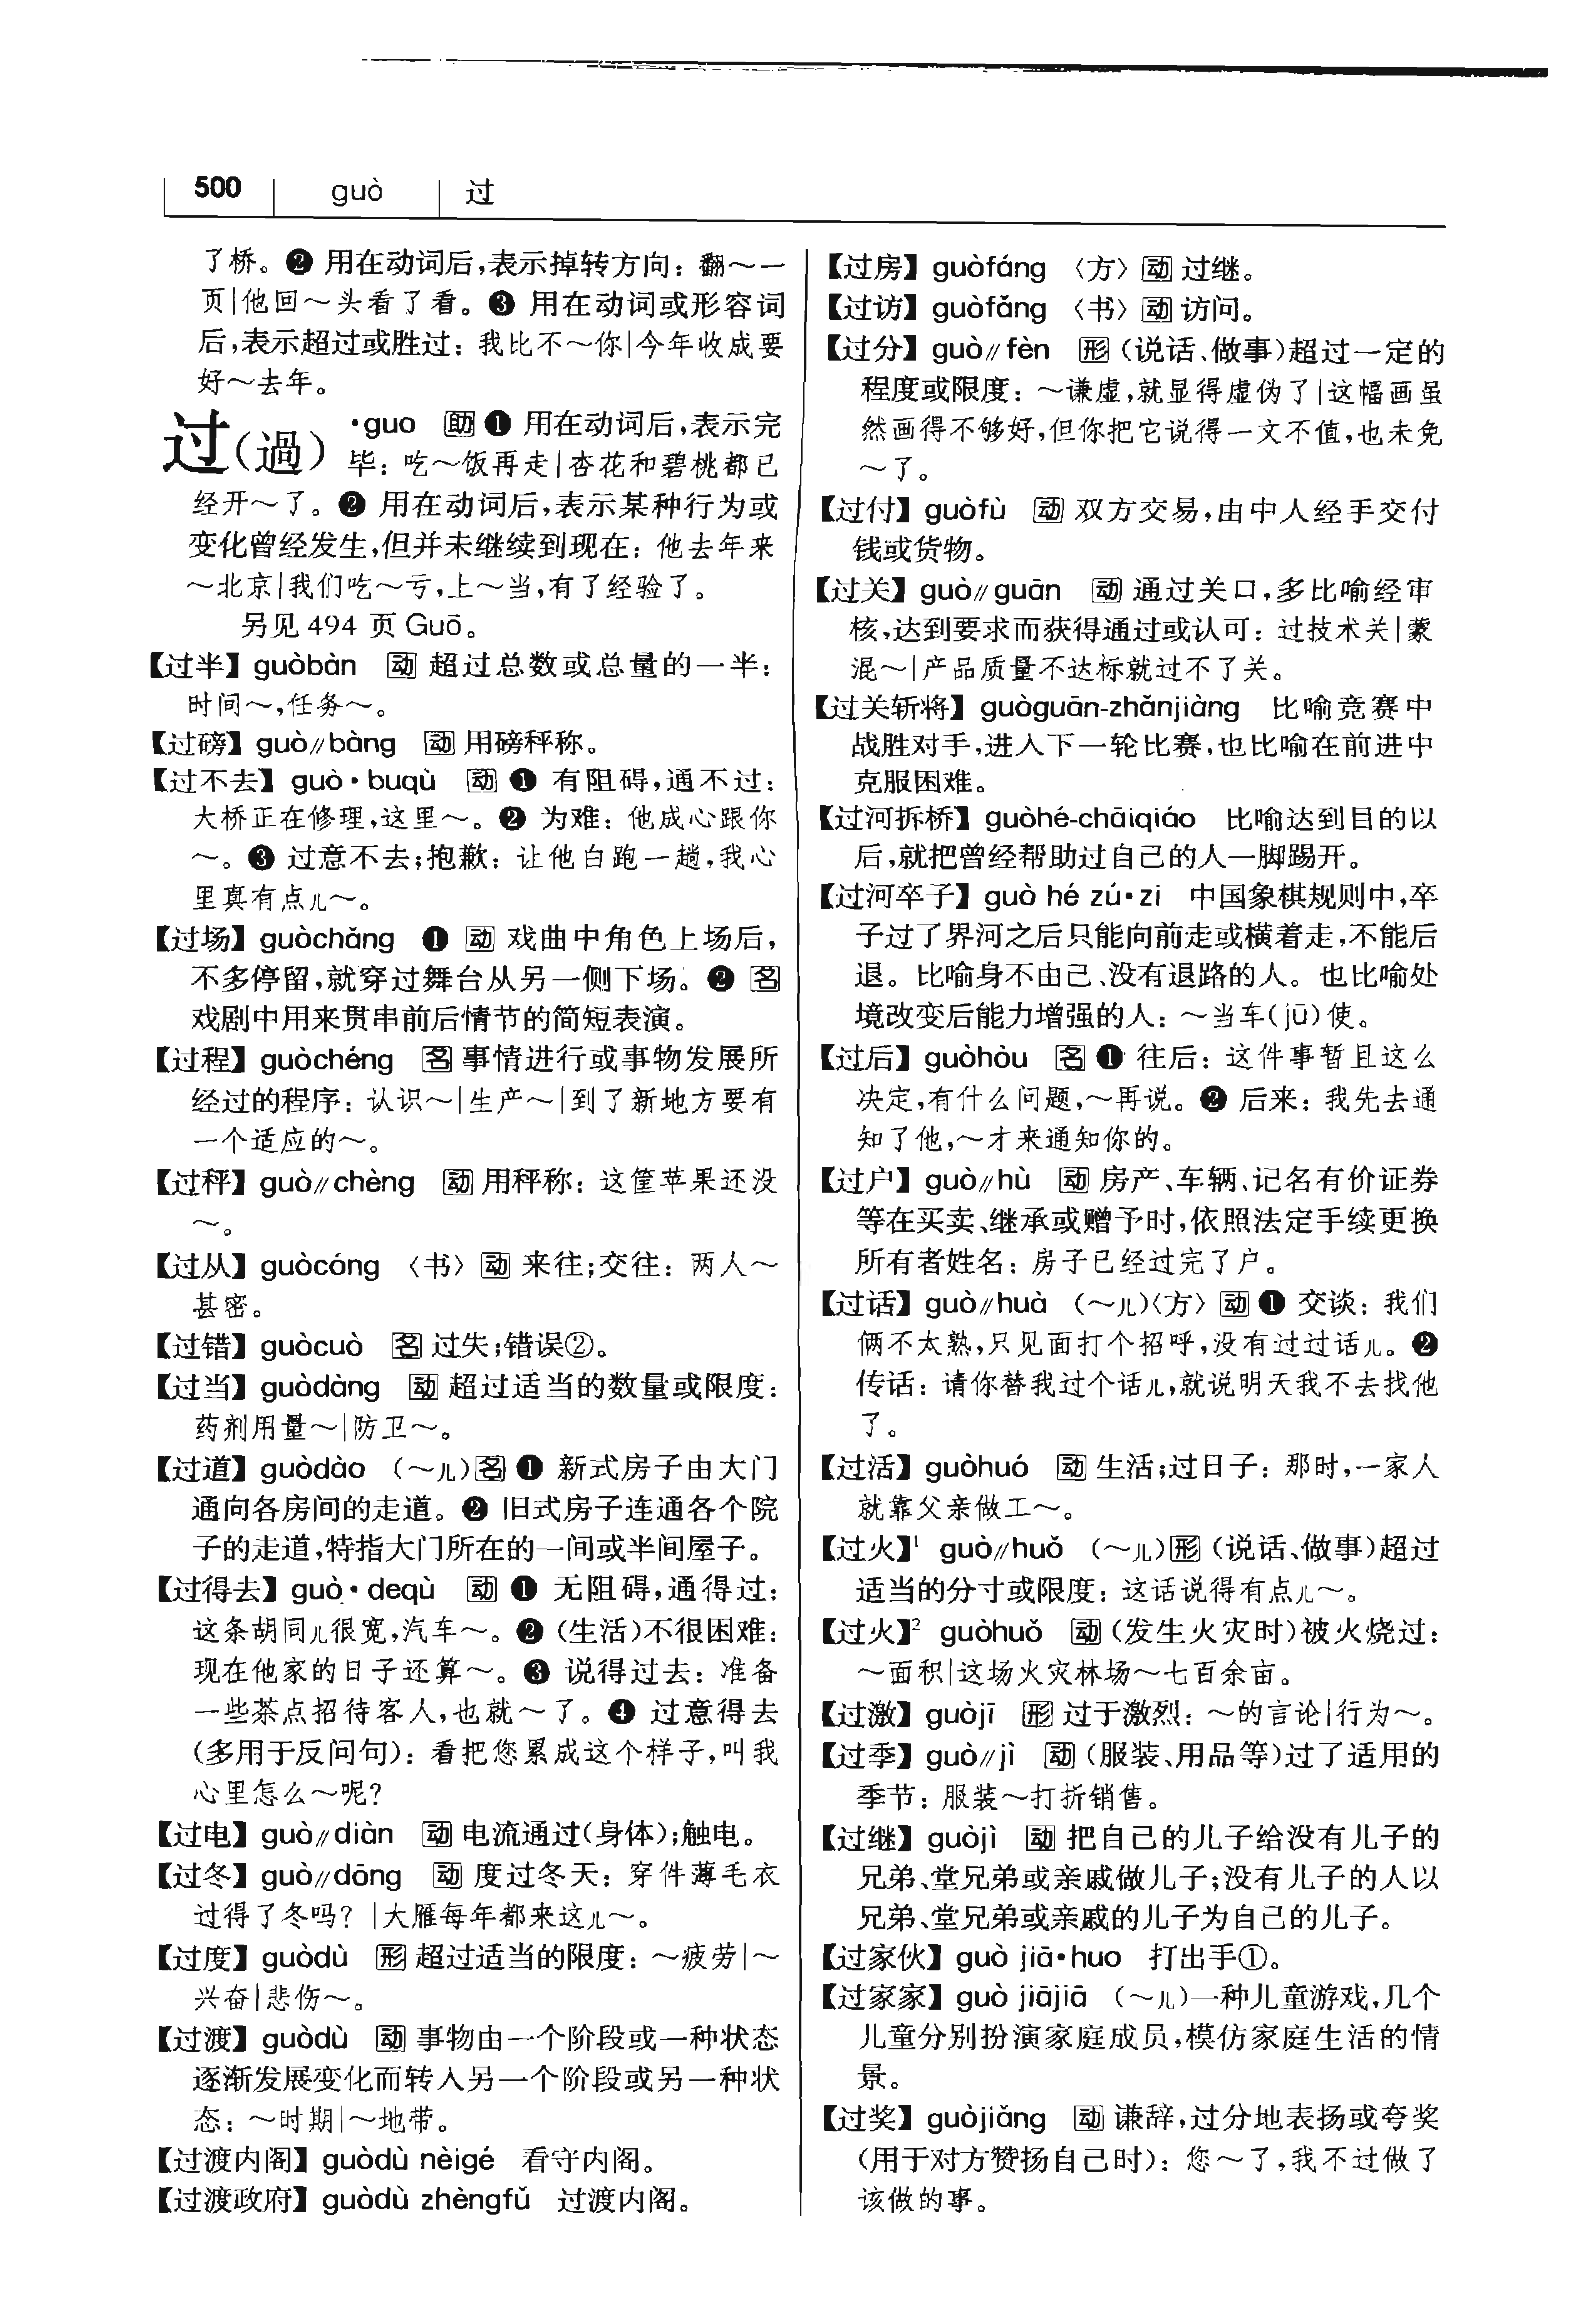 500 guò 过
了桥。❷ 用在动词后,表示掉转方向：翻～一
页|他回～头看了看。❸ 用在动词或形容词
后,表示超过或胜过：我比不～你|今年收成要
好～去年。
过(過) ·guo 助 ❶ 用在动词后,表示完
毕：吃～饭再走|杏花和碧桃都已
经开～了。❷ 用在动词后,表示某种行为或
变化曾经发生,但并未继续到现在：他去年来
～北京|我们吃～亏,上～当,有了经验了。
另见 494 页 Guō。
【过半】guòbàn 动 超过总数或总量的一半：
时间～,任务～。
【过磅】guò//bàng 动 用磅秤称。
【过不去】guò·buqù 动 ❶ 有阻碍,通不过：
大桥正在修理,这里～。❷ 为难：他成心跟你
～。❸ 过意不去;抱歉：让他白跑一趟,我心
里真有点儿～。
【过场】guòchǎng ❶ 动 戏曲中角色上场后,
不多停留,就穿过舞台从另一侧下场。❷ 名
戏剧中用来贯串前后情节的简短表演。
【过程】guòchéng 名 事情进行或事物发展所
经过的程序：认识～|生产～|到了新地方要有
一个适应的～。
【过秤】guò//chèng 动 用秤称：这筐苹果还没
～。
【过从】guòcóng 〈书〉动 来往;交往：两人～
甚密。
【过错】guòcuò 名 过失;错误②。
【过当】guòdàng 动 超过适当的数量或限度：
药剂用量～|防卫～。
【过道】guòdào （～儿）名 ❶ 新式房子由大门
通向各房间的走道。❷ 旧式房子连通各个院
子的走道,特指大门所在的一间或半间屋子。
【过得去】guò·deqù 动 ❶ 无阻碍,通得过：
这条胡同儿很宽,汽车～。❷（生活）不很困难：
现在他家的日子还算～。❸ 说得过去：准备
一些茶点招待客人,也就～了。❹ 过意得去
（多用于反问句）：看把您累成这个样子,叫我
心里怎么～呢?
【过电】guò//diàn 动 电流通过（身体）;触电。
【过冬】guò//dōng 动 度过冬天：穿件薄毛衣
过得了冬吗? |大雁每年都来这儿～。
【过度】guòdù 形 超过适当的限度：～疲劳|～
兴奋|悲伤～。
【过渡】guòdù 动 事物由一个阶段或一种状态
逐渐发展变化而转入另一个阶段或另一种状
态：～时期|～地带。
【过渡内阁】guòdù nèigé 看守内阁。
【过渡政府】guòdù zhèngfǔ 过渡内阁。
【过房】guòfáng 〈方〉动 过继。
【过访】guòfǎng 〈书〉动 访问。
【过分】guò//fèn 形（说话、做事）超过一定的
程度或限度：～谦虚,就显得虚伪了|这幅画虽
然画得不够好,但你把它说得一文不值,也未免
～了。
【过付】guòfù 动 双方交易,由中人经手交付
钱或货物。
【过关】guò//guān 动 通过关口,多比喻经审
核,达到要求而获得通过或认可：过技术关|蒙
混～|产品质量不达标就过不了关。
【过关斩将】guòguān-zhǎnjiàng 比喻竞赛中
战胜对手,进入下一轮比赛,也比喻在前进中
克服困难。
【过河拆桥】guòhé-chāiqiáo 比喻达到目的以
后,就把曾经帮助过自己的人一脚踢开。
【过河卒子】guò hé zú·zi 中国象棋规则中,卒
子过了界河之后只能向前走或横着走,不能后
退。比喻身不由己、没有退路的人。也比喻处
境改变后能力增强的人：～当车（jū）使。
【过后】guòhòu 名 ❶ 往后：这件事暂且这么
决定,有什么问题,～再说。❷ 后来：我先去通
知了他,～才来通知你的。
【过户】guò//hù 动 房产、车辆、记名有价证券
等在买卖、继承或赠予时,依照法定手续更换
所有者姓名：房子已经过完了户。
【过话】guò//huà （～儿）〈方〉动 ❶ 交谈：我们
俩不太熟,只见面打个招呼,没有过过话儿。❷
传话：请你替我过个话儿,就说明天我不去找他
了。
【过活】guòhuó 动 生活;过日子：那时,一家人
就靠父亲做工～。
【过火】¹ guò//huǒ （～儿）形（说话、做事）超过
适当的分寸或限度：这话说得有点儿～。
【过火】² guòhuǒ 动（发生火灾时）被火烧过：
～面积|这场火灾林场～七百余亩。
【过激】guòjī 形 过于激烈：～的言论|行为～。
【过季】guò//jì 动（服装、用品等）过了适用的
季节：服装～打折销售。
【过继】guòjì 动 把自己的儿子给没有儿子的
兄弟、堂兄弟或亲戚做儿子;没有儿子的人以
兄弟、堂兄弟或亲戚的儿子为自己的儿子。
【过家伙】guò jiā·huo 打出手①。
【过家家】guò jiājiā （～儿）一种儿童游戏,几个
儿童分别扮演家庭成员,模仿家庭生活的情
景。
【过奖】guòjiǎng 动 谦辞,过分地表扬或夸奖
（用于对方赞扬自己时）：您～了,我不过做了
该做的事。